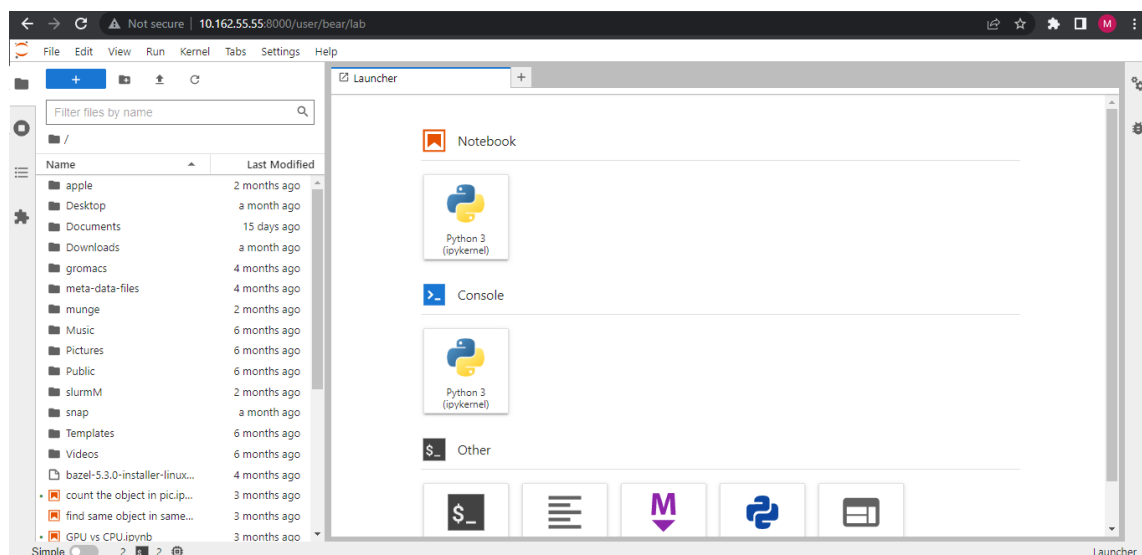 Not secure | 10.162.55.55:8000/user/bear/lab
M
File Edit View Run Kernel Tabs Settings Help
+
Launcher
+
Filter files by name
/
Name Last Modified
apple 2 months ago
Desktop a month ago
Documents 15 days ago
Downloads a month ago
gromacs 4 months ago
meta-data-files 4 months ago
munge 2 months ago
Music 6 months ago
Pictures 6 months ago
Public 6 months ago
slurmM 2 months ago
snap a month ago
Templates 6 months ago
Videos 6 months ago
bazel-5.3.0-installer-linux... 4 months ago
count the object in pic.ip... 3 months ago
find same object in same... 3 months ago
GPU vs CPU.ipynb 3 months ago
Notebook
Python 3
(ipykernel)
Console
Python 3
(ipykernel)
$_ Other
$_
M
Simple 2 $_ 2
Launcher